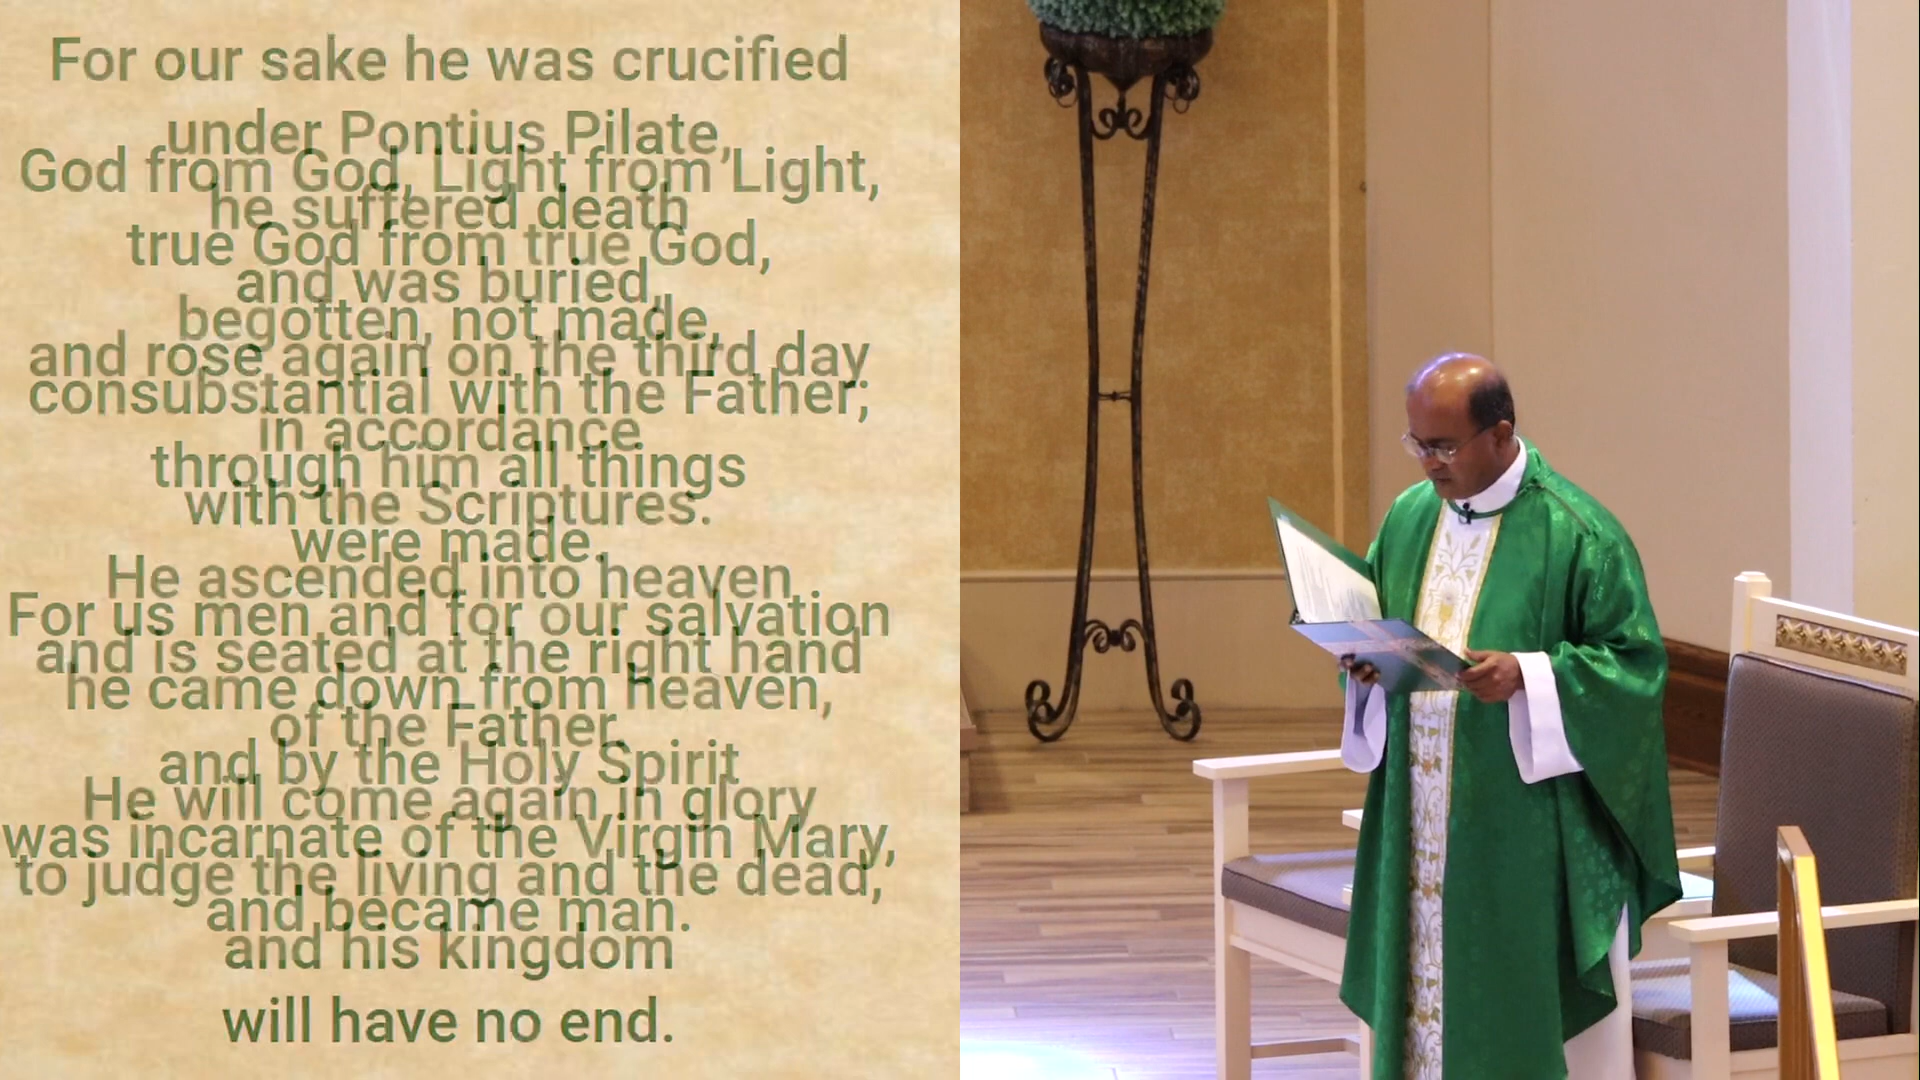 For our sake he was crucified
under Pontius Pilate,
God from God, Light from Light,
he suffered death
true God from true God,
and was buried,
begotten, not made,
and rose again on the third day
consubstantial with the Father;
in accordance
through him all things
with the Scriptures.
were made.
He ascended into heaven
For us men and for our salvation
and is seated at the right hand
he came down from heaven,
of the Father.
and by the Holy Spirit
He will come again in glory
was incarnate of the Virgin Mary,
to judge the living and the dead,
and became man.
and his kingdom
will have no end.